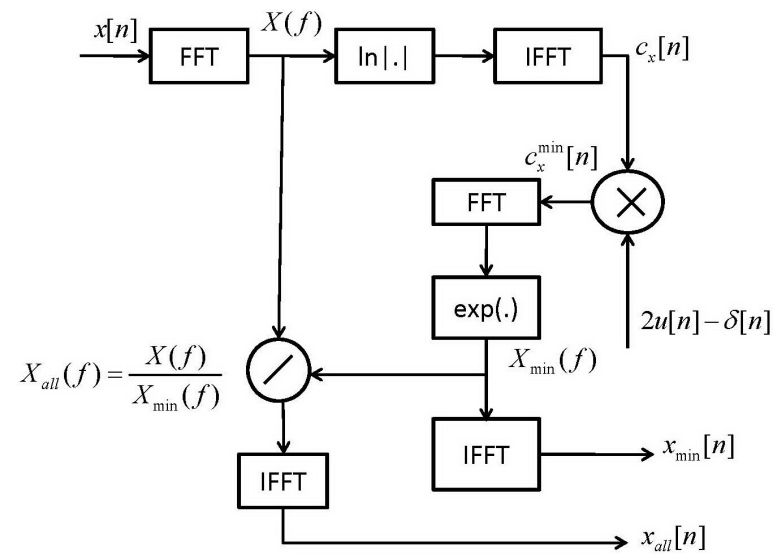 x[n] FFT X(f) ln|.| IFFT c_x[n]
c_x^min[n]
FFT
exp(.)
2u[n]−δ[n]
X_all(f) = X(f) / X_min(f)
X_min(f)
IFFT x_min[n]
IFFT
x_all[n]